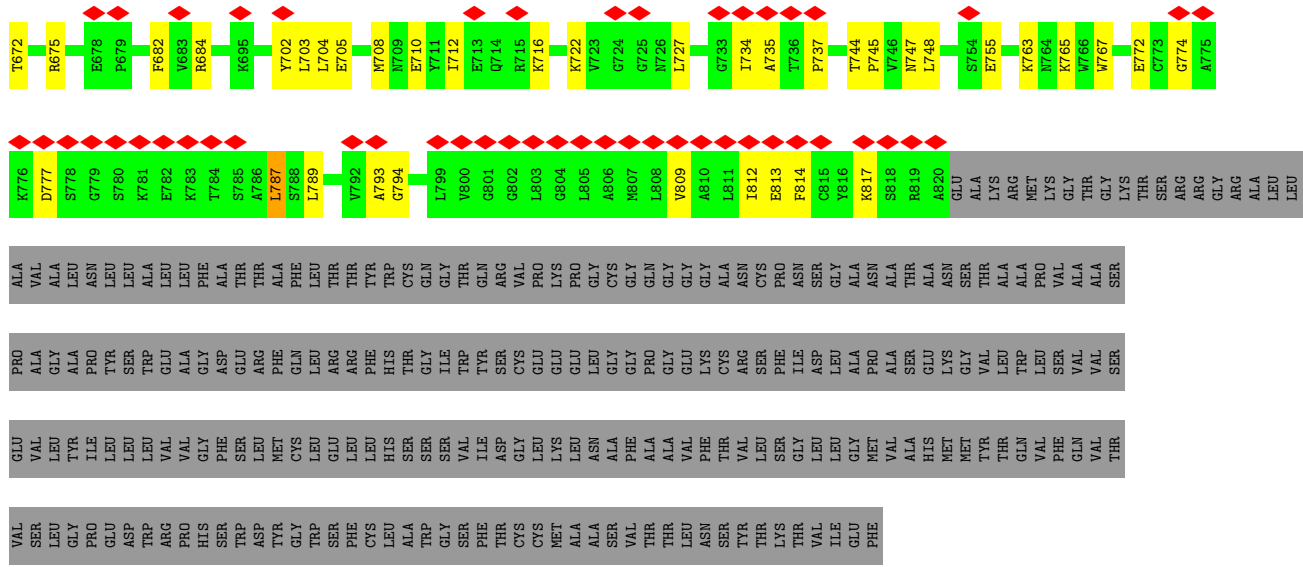 T672 R675 E678 P679 F682 V683 R684 K695 Y702 L703 L704 E705 M708 N709 E710 Y711 I712 E713 Q714 R715 K716 K722 V723 G724 G725 N726 L727 G733 I734 A735 T736 P737 T744 P745 V746 N747 L748 S754 E755 K763 N764 K765 W766 W767 E772 C773 G774 A775
K776 D777 S778 G779 S780 K781 E782 K783 T784 S785 A786 L787 S788 L789 V792 A793 G794 L799 V800 G801 G802 L803 G804 L805 A806 M807 L808 V809 A810 L811 I812 E813 F814 C815 Y816 K817 S818 R819 A820 GLU ALA LYS ARG MET LYS GLY THR GLY LYS THR SER ARG ARG GLY ARG ALA LEU LEU
ALA VAL ALA LEU ASN LEU LEU ALA LEU LEU PHE ALA THR THR ALA PHE LEU THR THR TYR TRP CYS GLN GLY THR GLN ARG VAL PRO LYS PRO GLY CYS GLY GLN GLY GLY GLY ALA ASN CYS PRO ASN SER GLY ALA ASN ALA THR ALA ASN SER THR ALA ALA PRO VAL ALA ALA SER
PRO ALA GLY ALA PRO TYR SER TRP GLU ALA GLY ASP GLU ARG PHE GLN LEU ARG ARG PHE HIS THR GLY ILE TRP TYR SER CYS GLU GLU GLU LEU GLY GLY PRO GLY GLU LYS CYS ARG SER PHE ILE ASP LEU ALA PRO ALA SER GLU LYS GLY VAL LEU TRP LEU SER VAL VAL SER
GLU VAL LEU TYR ILE LEU LEU LEU VAL VAL GLY PHE SER LEU MET CYS LEU GLU LEU LEU HIS SER SER SER VAL ILE ASP GLY LEU LYS LEU ASN ALA PHE ALA ALA VAL PHE THR VAL LEU SER GLY LEU LEU GLY MET VAL ALA HIS MET MET TYR THR GLN VAL PHE GLN VAL THR
VAL SER LEU GLY PRO GLU ASP TRP ARG PRO HIS SER TRP ASP TYR GLY TRP SER PHE CYS LEU ALA TRP GLY SER PHE THR CYS CYS MET ALA ALA SER VAL THR THR LEU ASN SER TYR THR LYS THR VAL ILE GLU PHE